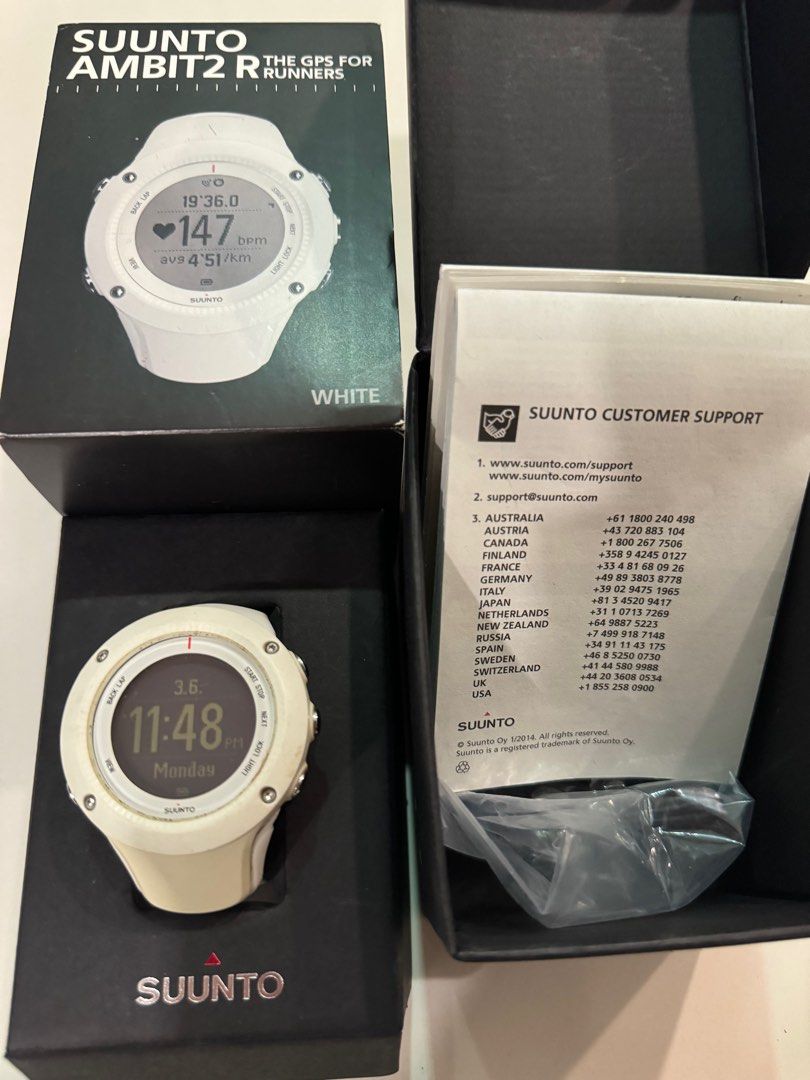 SUUNTO
AMBIT2 R THE GPS FOR RUNNERS
BACK LAP
START STOP
NEXT
LIGHT LOCK
VIEW
19'36.0
147 bpm
avg 4'51/km
SUUNTO
WHITE
SUUNTO CUSTOMER SUPPORT
1. www.suunto.com/support
www.suunto.com/mysuunto
2. support@suunto.com
3. AUSTRALIA +61 1800 240 498
AUSTRIA +43 720 883 104
CANADA +1 800 267 7506
FINLAND +358 9 4245 0127
FRANCE +33 4 81 68 09 26
GERMANY +49 89 3803 8778
ITALY +39 02 9475 1965
JAPAN +81 3 4520 9417
NETHERLANDS +31 1 0713 7269
NEW ZEALAND +64 9887 5223
RUSSIA +7 499 918 7148
SPAIN +34 91 11 43 175
SWEDEN +46 8 5250 0730
SWITZERLAND +41 44 580 9988
UK +44 20 3608 0534
USA +1 855 258 0900
SUUNTO
© Suunto Oy 1/2014. All rights reserved.
Suunto is a registered trademark of Suunto Oy.
BACK LAP
START STOP
NEXT
LIGHT LOCK
VIEW
3.6.
11:48 PM
Monday
SUUNTO
SUUNTO